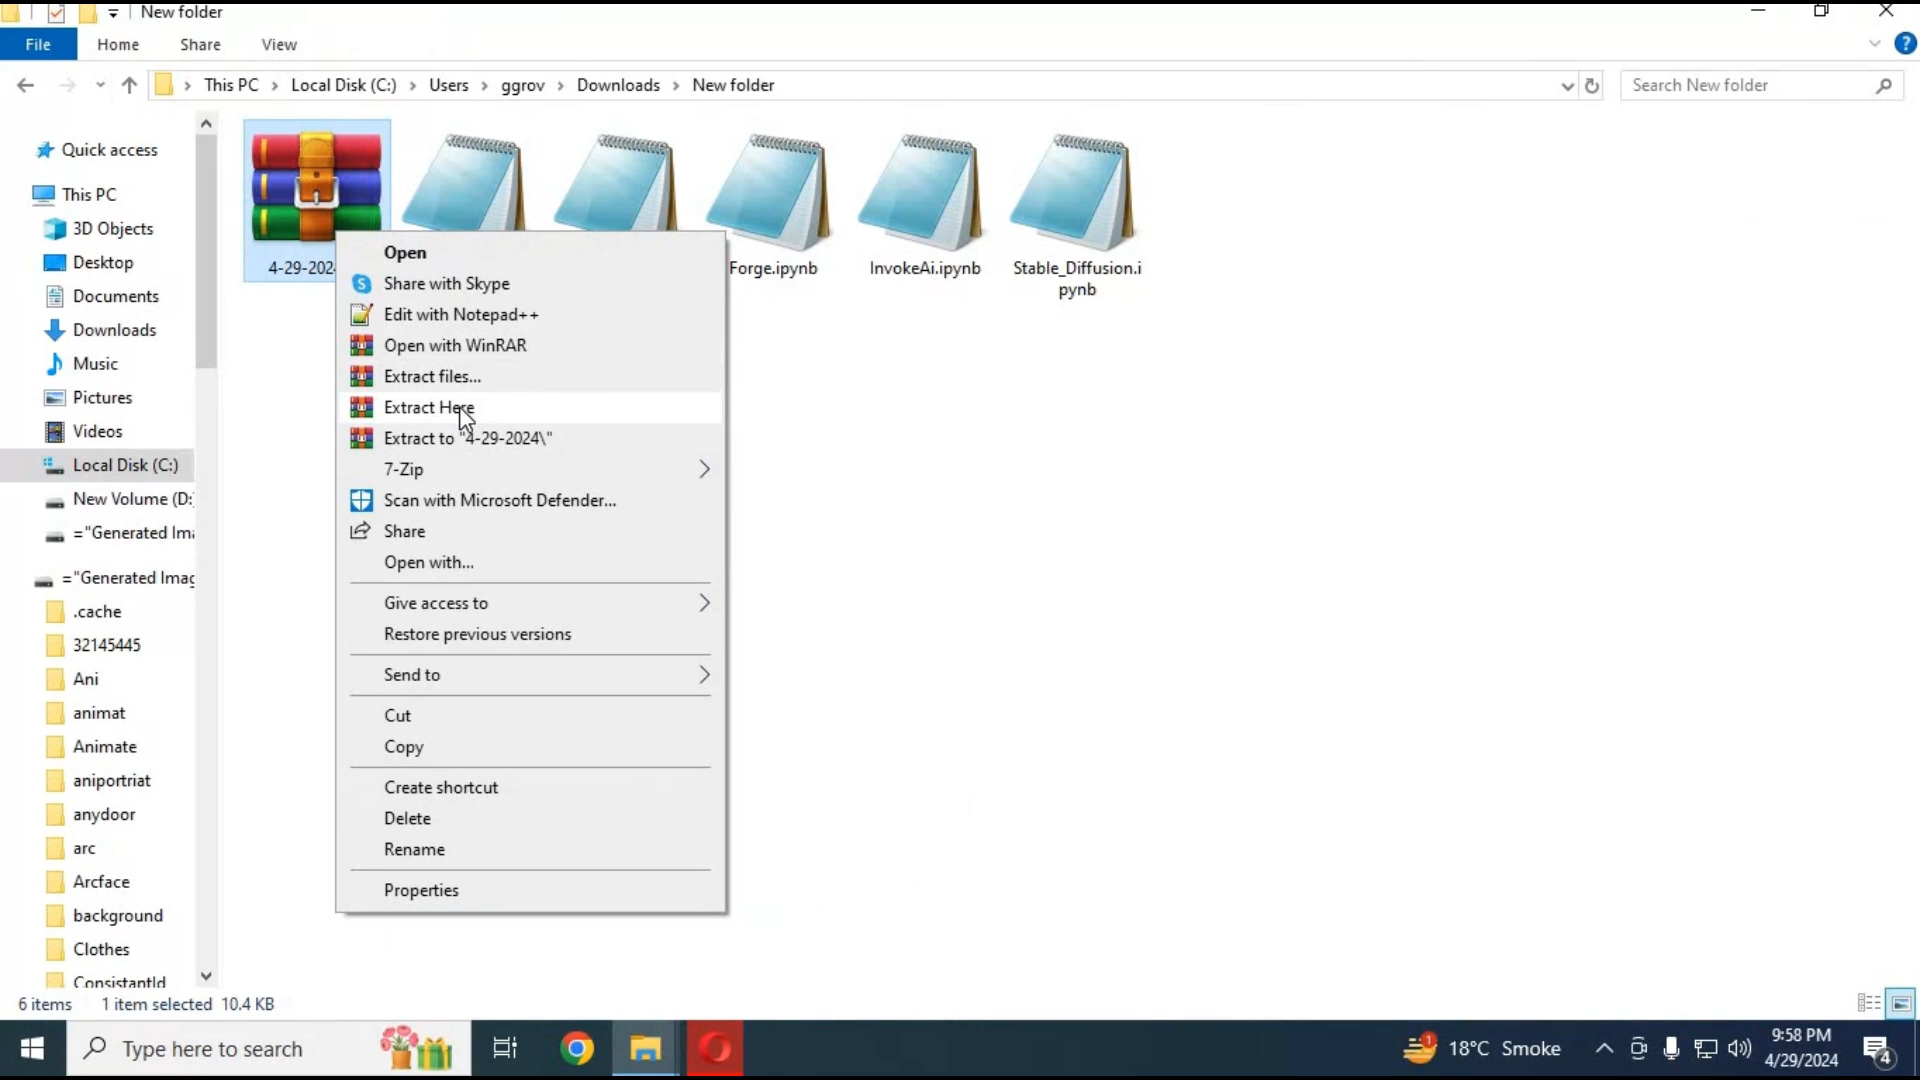 New folder
File Home Share View
This PC Local Disk (C:) Users ggrov Downloads New folder
Search New folder
Quick access
This PC
3D Objects
Desktop
Documents
Downloads
Music
Pictures
Videos
Local Disk (C:)
New Volume (D:
="Generated Ima
="Generated Imag
.cache
32145445
Ani
animat
Animate
aniportriat
anydoor
arc
Arcface
background
Clothes
ConsistantId
4-29-202
Forge.ipynb
InvokeAi.ipynb
Stable_Diffusion.i
pynb
Open
Share with Skype
Edit with Notepad++
Open with WinRAR
Extract files...
Extract Here
Extract to "4-29-2024\"
7-Zip
Scan with Microsoft Defender...
Share
Open with...
Give access to
Restore previous versions
Send to
Cut
Copy
Create shortcut
Delete
Rename
Properties
6 items 1 item selected 10.4 KB
Type here to search
18°C Smoke
9:58 PM
4/29/2024
4